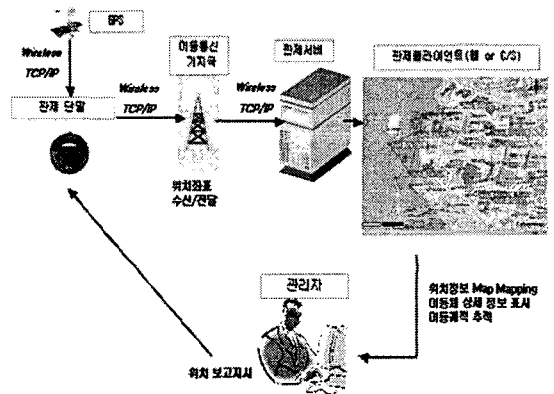 GPS
Wireless
TCP/IP
관제 단말
이동통신
기지국
Wireless
TCP/IP
위치좌표
수신/전달
관제서버
Wireless
TCP/IP
관제클라이언트(웹 or C/S)
위치정보 Map Mapping
이동체 상세 정보 표시
이동궤적 추적
관리자
위치 보고지시